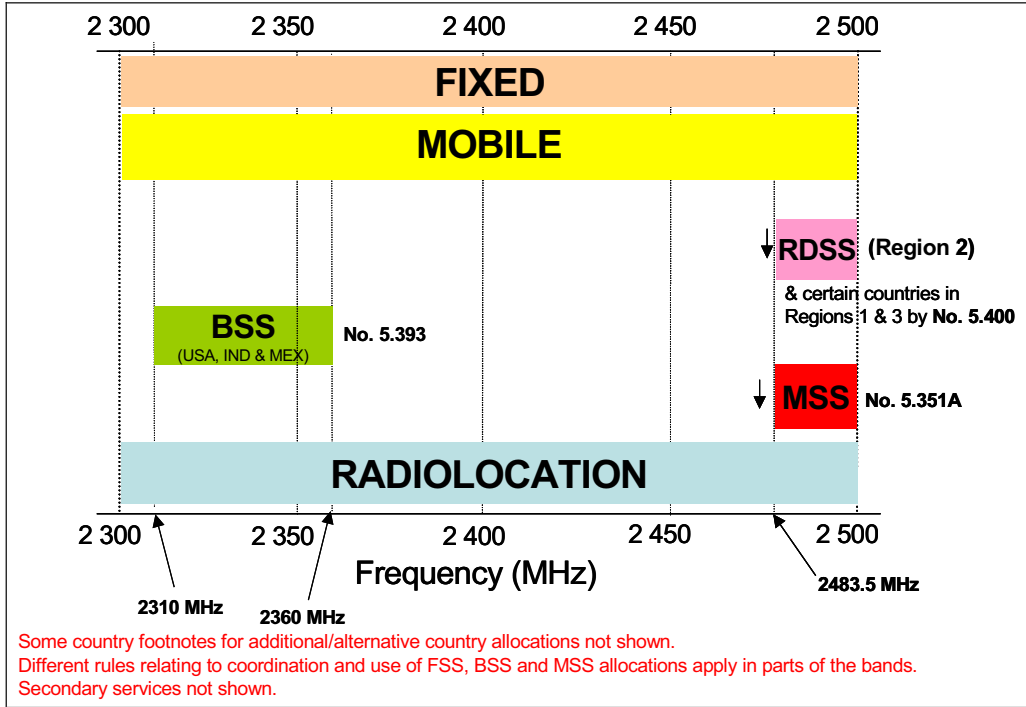 2 300 2 350 2 400 2 450 2 500
FIXED
MOBILE
RDSS (Region 2)
& certain countries in
Regions 1 & 3 by No. 5.400
BSS
(USA, IND & MEX)
No. 5.393
MSS No. 5.351A
RADIOLOCATION
2 300 2 350 2 400 2 450 2 500
Frequency (MHz)
2310 MHz
2360 MHz
2483.5 MHz
Some country footnotes for additional/alternative country allocations not shown.
Different rules relating to coordination and use of FSS, BSS and MSS allocations apply in parts of the bands.
Secondary services not shown.